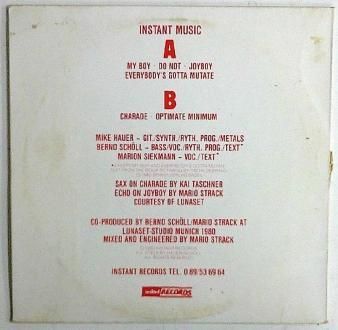 INSTANT MUSIC
A
MY BOY · DO NOT · JOYBOY
EVERYBODY'S GOTTA MUTATE
B
CHARADE · OPTIMATE MINIMUM
MIKE HAUER - GIT./SYNTH./RYTH. PROG./METALS
BERND SCHÖLL - BASS/VOC./RYTH. PROG./TEXT*
MARION SIEKMANN - VOC./TEXT*
SAX ON CHARADE BY KAI TASCHNER
ECHO ON JOYBOY BY MARIO STRACK
COURTESY OF LUNASET
CO-PRODUCED BY BERND SCHÖLL/MARIO STRACK AT
LUNASET-STUDIO MUNICH 1980
MIXED AND ENGINEERED BY MARIO STRACK
INSTANT RECORDS TEL. 0 89/53 69 64
instant RECORDS